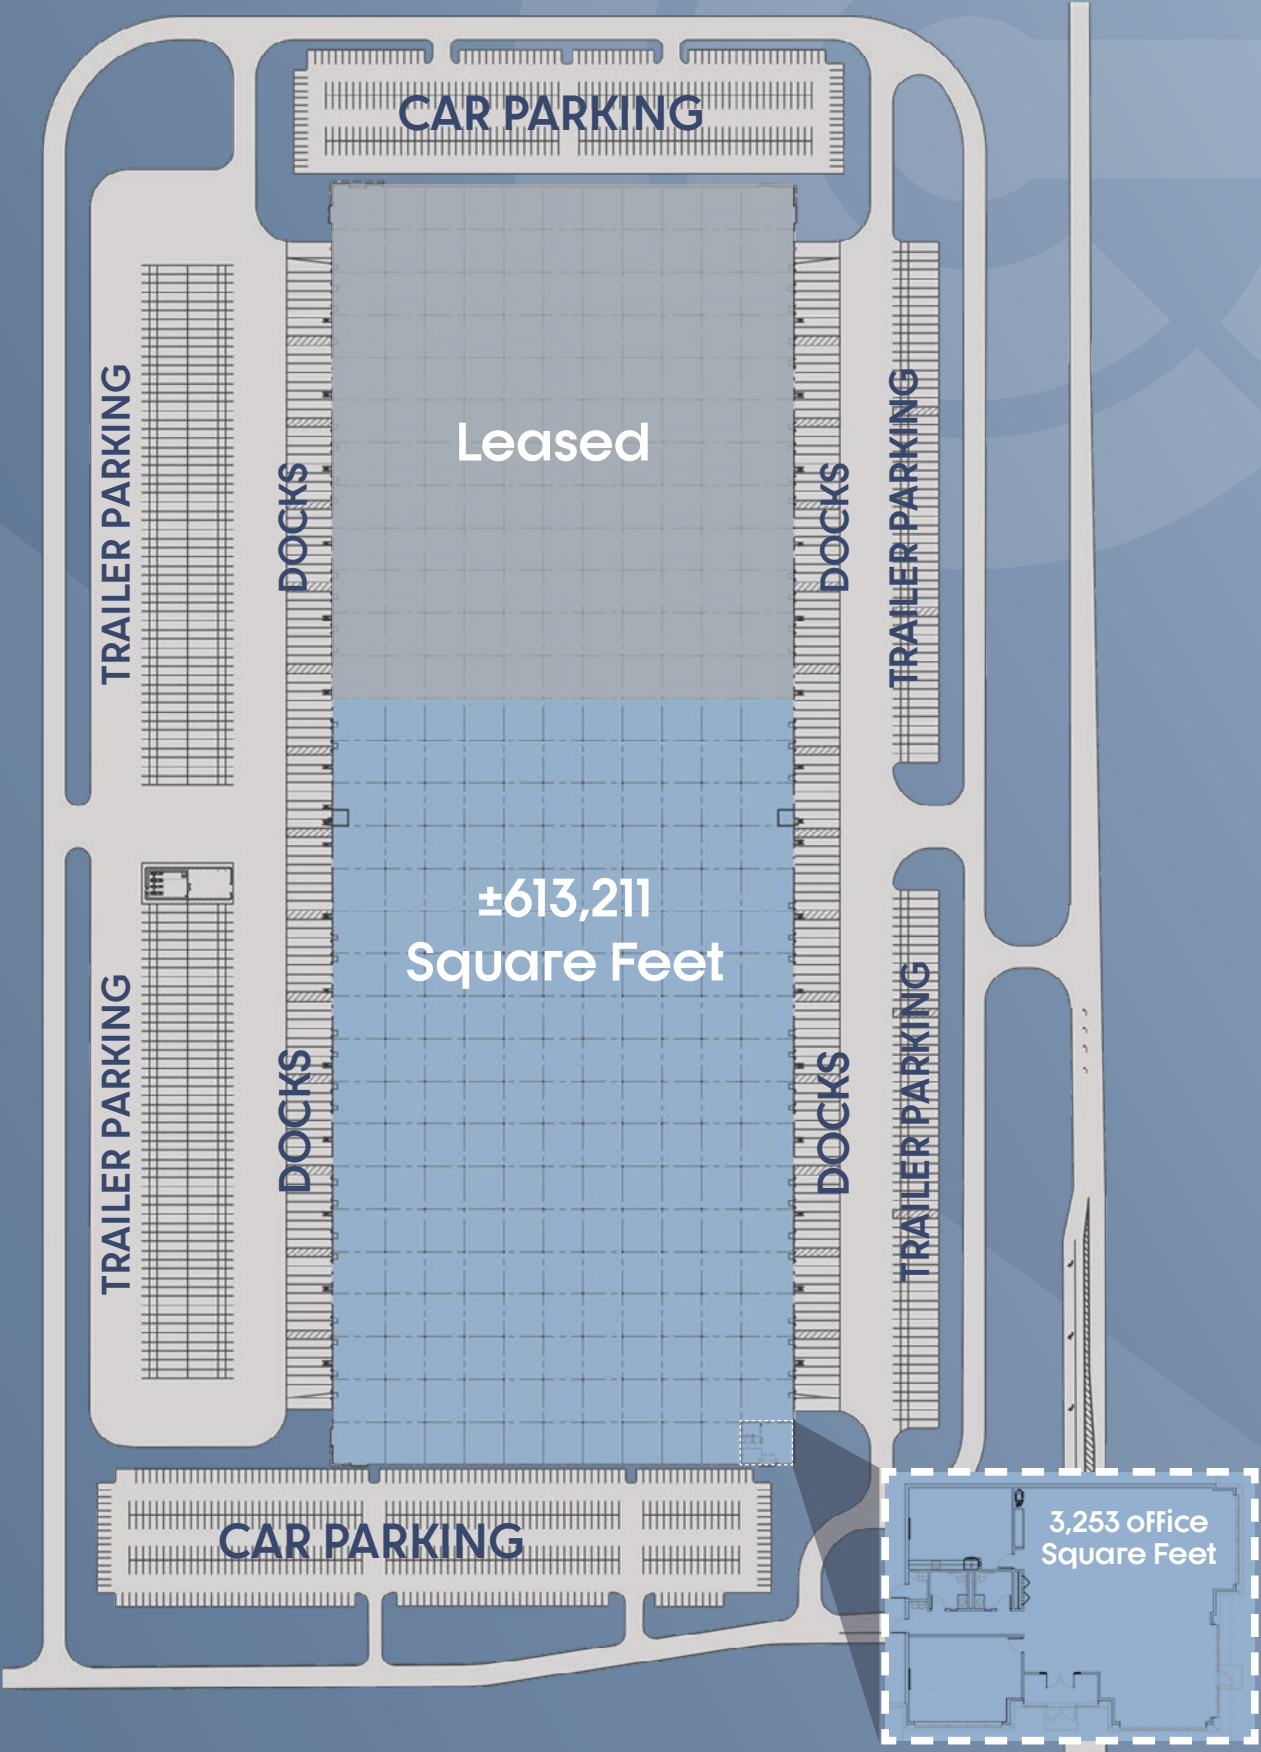 CAR PARKING
Leased
TRAILER PARKING
DOCKS
DOCKS
TRAILER PARKING
±613,211
Square Feet
TRAILER PARKING
DOCKS
DOCKS
TRAILER PARKING
CAR PARKING
3,253 office
Square Feet